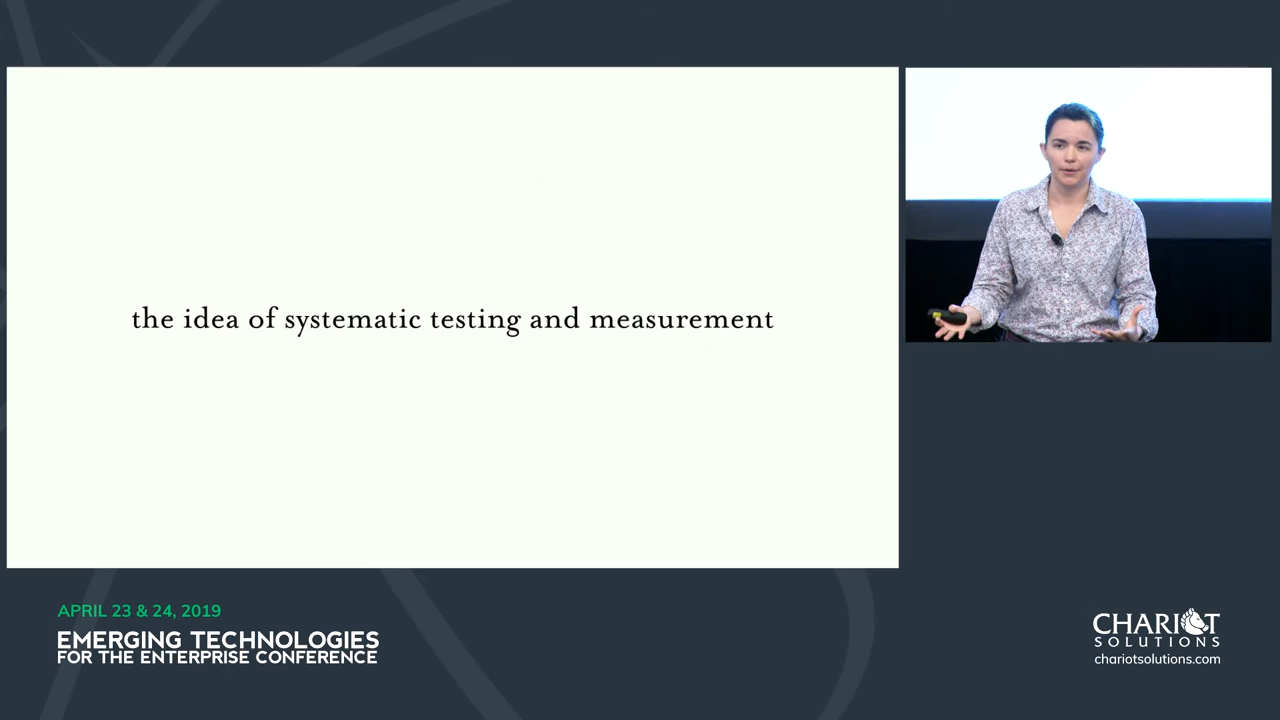 the idea of systematic testing and measurement
APRIL 23 & 24, 2019
EMERGING TECHNOLOGIES
FOR THE ENTERPRISE CONFERENCE
CHARIOT
SOLUTIONS
chariotsolutions.com